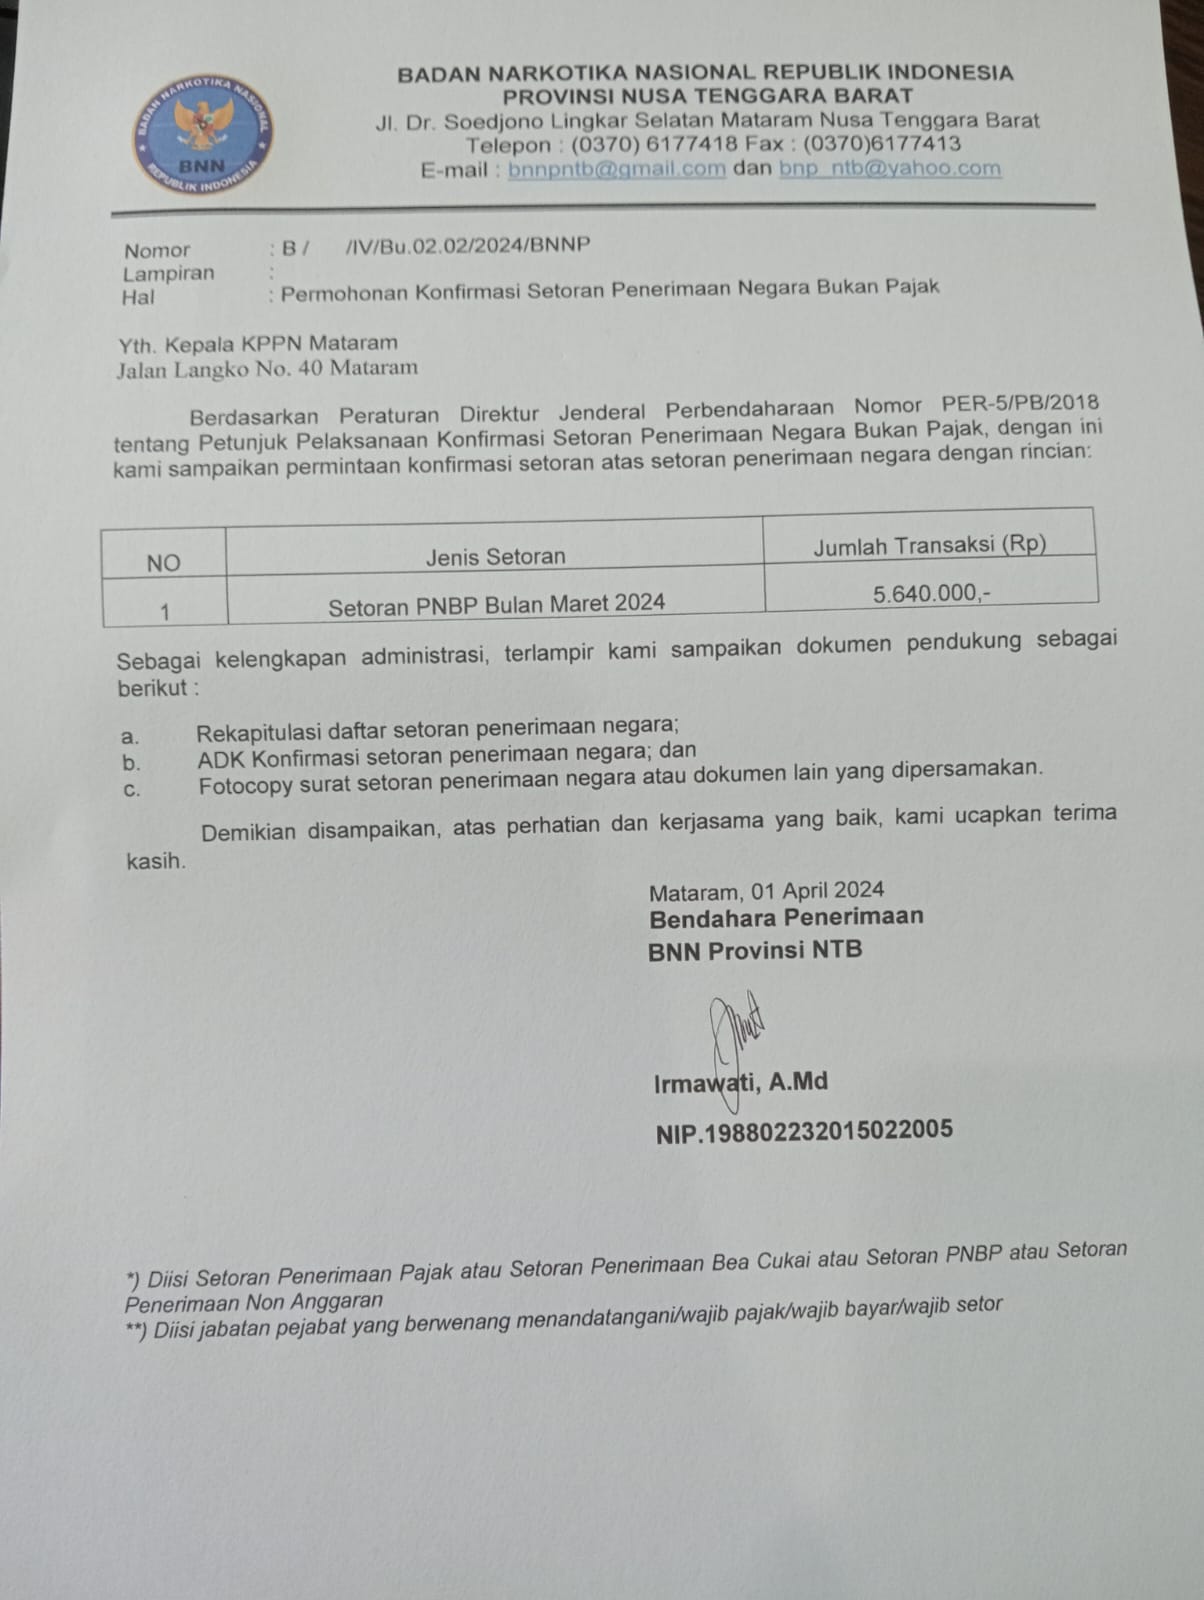 BADAN NARKOTIKA NASIONAL
BNN
REPUBLIK INDONESIA
BADAN NARKOTIKA NASIONAL REPUBLIK INDONESIA
PROVINSI NUSA TENGGARA BARAT
Jl. Dr. Soedjono Lingkar Selatan Mataram Nusa Tenggara Barat
Telepon : (0370) 6177418 Fax : (0370)6177413
E-mail : bnnpntb@gmail.com dan bnp_ntb@yahoo.com
Nomor : B / /IV/Bu.02.02/2024/BNNP
Lampiran :
Hal : Permohonan Konfirmasi Setoran Penerimaan Negara Bukan Pajak
Yth. Kepala KPPN Mataram
Jalan Langko No. 40 Mataram
Berdasarkan Peraturan Direktur Jenderal Perbendaharaan Nomor PER-5/PB/2018
tentang Petunjuk Pelaksanaan Konfirmasi Setoran Penerimaan Negara Bukan Pajak, dengan ini
kami sampaikan permintaan konfirmasi setoran atas setoran penerimaan negara dengan rincian:
NO Jenis Setoran Jumlah Transaksi (Rp)
1 Setoran PNBP Bulan Maret 2024 5.640.000,-
Sebagai kelengkapan administrasi, terlampir kami sampaikan dokumen pendukung sebagai
berikut :
a. Rekapitulasi daftar setoran penerimaan negara;
b. ADK Konfirmasi setoran penerimaan negara; dan
c. Fotocopy surat setoran penerimaan negara atau dokumen lain yang dipersamakan.
Demikian disampaikan, atas perhatian dan kerjasama yang baik, kami ucapkan terima
kasih.
Mataram, 01 April 2024
Bendahara Penerimaan
BNN Provinsi NTB
Irmawati, A.Md
NIP.198802232015022005
*) Diisi Setoran Penerimaan Pajak atau Setoran Penerimaan Bea Cukai atau Setoran PNBP atau Setoran
Penerimaan Non Anggaran
**) Diisi jabatan pejabat yang berwenang menandatangani/wajib pajak/wajib bayar/wajib setor